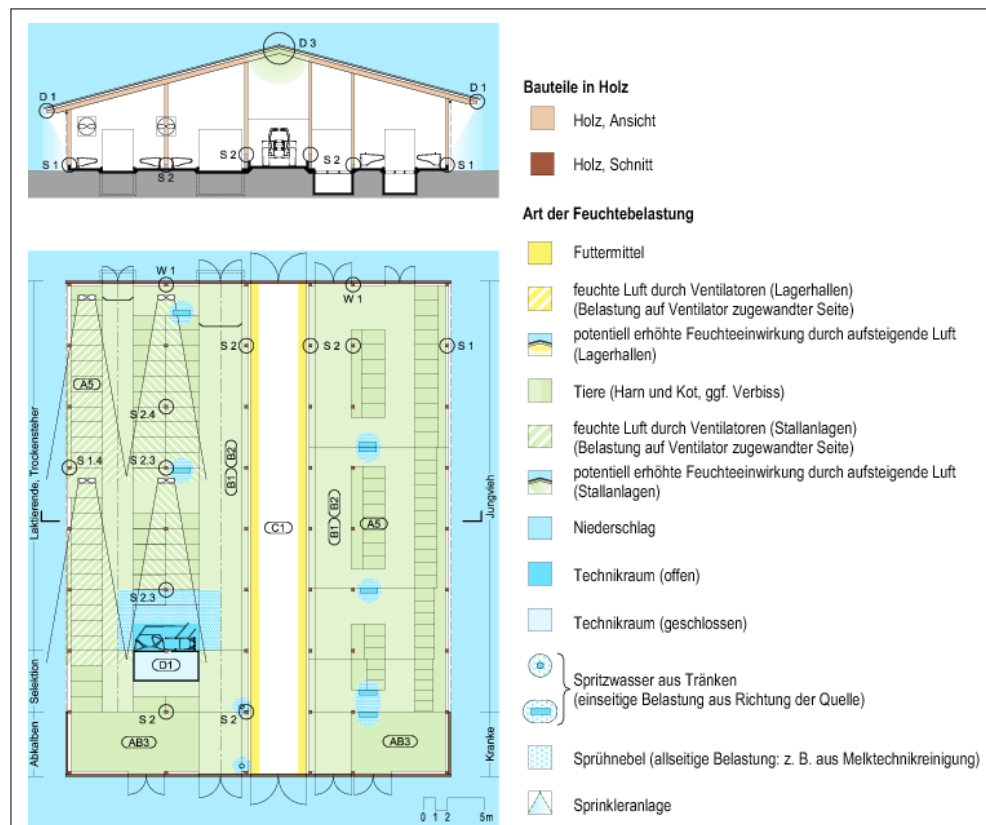 D 3
D 1
D 1
S 1
S 2
S 2
S 2
S 1
W 1
W 1
S 2
S 2
S 1
A5
S 2.4
S 1.4
S 2.3
B1
B2
B1
B2
C1
A5
S 2.3
D1
S 2
S 2
AB3
AB3
Laktierende, Trockensteher
Selektion
Abkalben
Jungvieh
Kranke
0 1 2 5m
Bauteile in Holz
Holz, Ansicht
Holz, Schnitt
Art der Feuchtebelastung
Futtermittel
feuchte Luft durch Ventilatoren (Lagerhallen)
(Belastung auf Ventilator zugewandter Seite)
potentiell erhöhte Feuchteeinwirkung durch aufsteigende Luft
(Lagerhallen)
Tiere (Harn und Kot, ggf. Verbiss)
feuchte Luft durch Ventilatoren (Stallanlagen)
(Belastung auf Ventilator zugewandter Seite)
potentiell erhöhte Feuchteeinwirkung durch aufsteigende Luft
(Stallanlagen)
Niederschlag
Technikraum (offen)
Technikraum (geschlossen)
Spritzwasser aus Tränken
(einseitige Belastung aus Richtung der Quelle)
Sprühnebel (allseitige Belastung: z. B. aus Melktechnikreinigung)
Sprinkleranlage